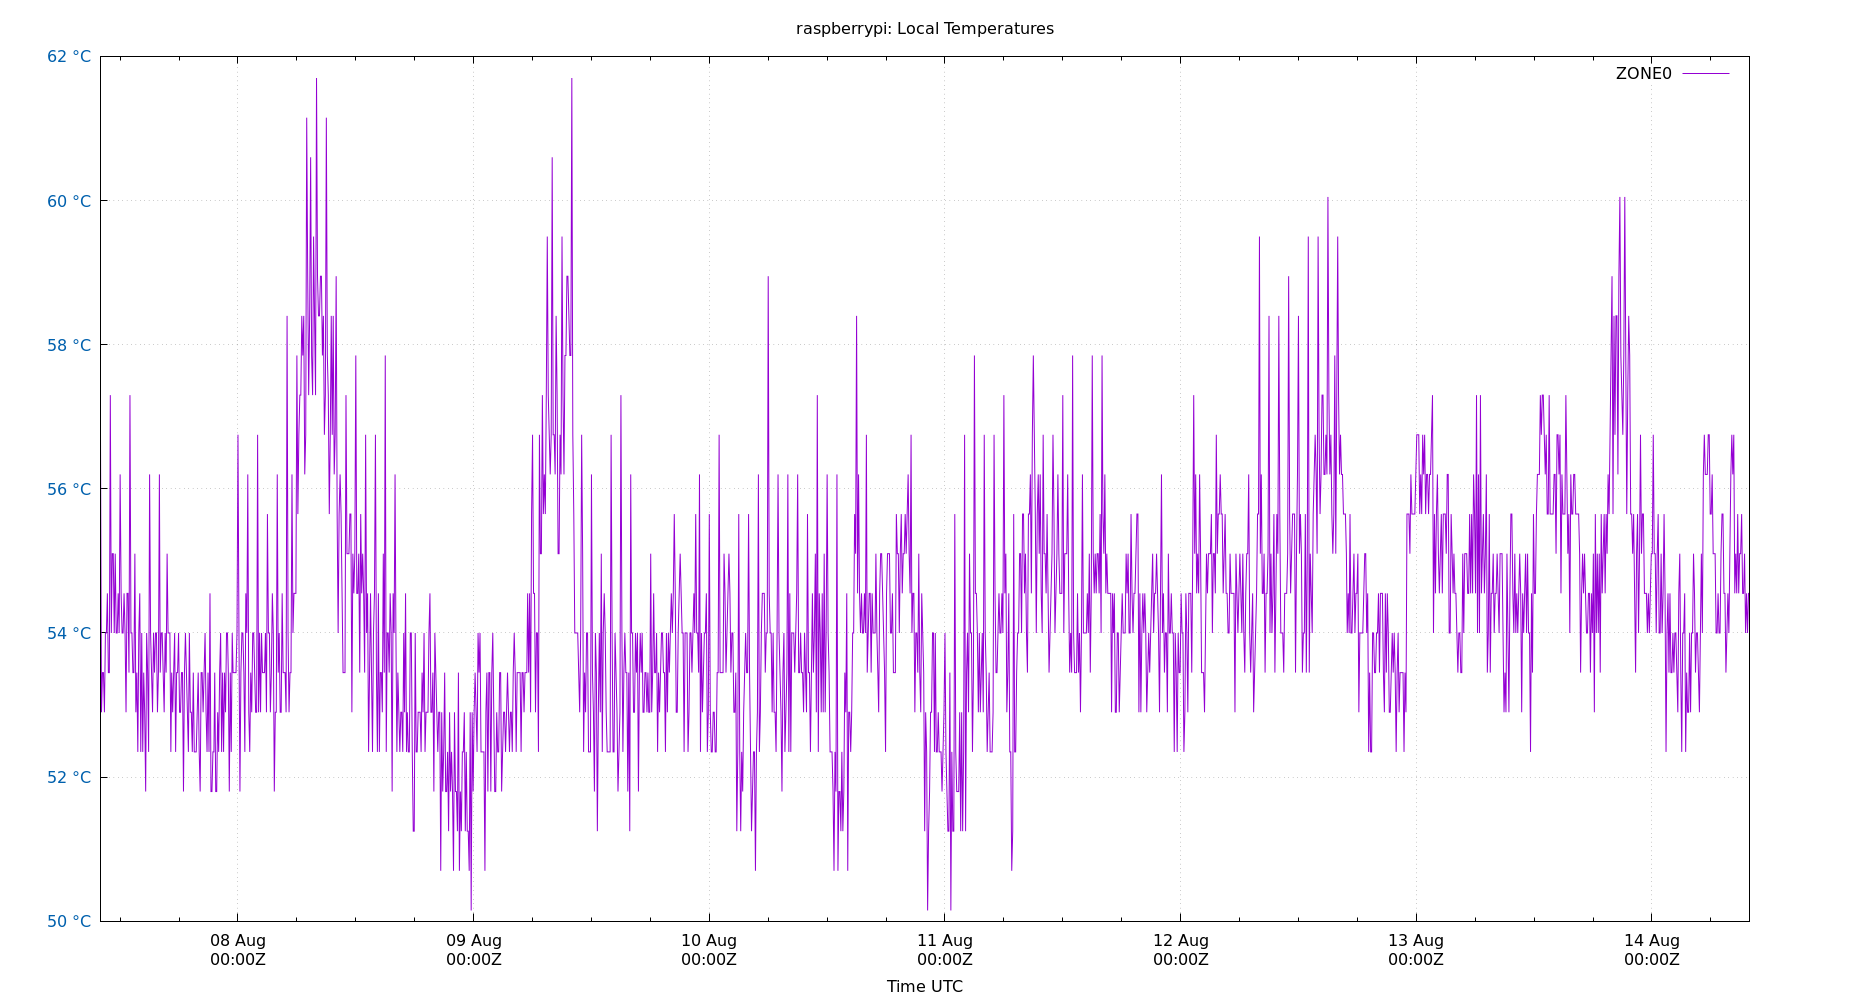 raspberrypi: Local Temperatures
62 °C
ZONE0
60 °C
58 °C
56 °C
54 °C
52 °C
50 °C
08 Aug
00:00Z
09 Aug
00:00Z
10 Aug
00:00Z
11 Aug
00:00Z
12 Aug
00:00Z
13 Aug
00:00Z
14 Aug
00:00Z
Time UTC